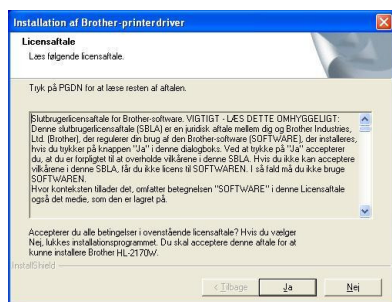 Installation af Brother-printerdriver
Licensaftale
Læs følgende licensaftale.
Tryk på PGDN for at læse resten af aftalen.
Slutbrugerlicensaftale for Brother-software. VIGTIGT - LÆS DETTE OMHYGGELIGT:
Denne slutbrugerlicensaftale (SBLA) er en juridisk aftale mellem dig og Brother Industries,
Ltd. (Brother), der regulerer din brug af den Brother-software (SOFTWARE), der installeres,
hvis du trykker på knappen "Ja" i denne dialogboks. Ved at trykke på "Ja" accepterer
du, at du er forpligtet til at overholde vilkårene i denne SBLA. Hvis du ikke kan acceptere
vilkårene i denne SBLA, får du ikke licens til SOFTWAREN. I så fald må du ikke bruge
SOFTWAREN.
Hvor konteksten tillader det, omfatter betegnelsen "SOFTWARE" i denne Licensaftale
også det medie, som den er lagret på.
Accepterer du alle betingelser i ovenstående licensaftale? Hvis du vælger
Nej, lukkes installationsprogrammet. Du skal acceptere denne aftale for at
kunne installere Brother HL-2170W.
InstallShield
< Tilbage
Ja
Nej